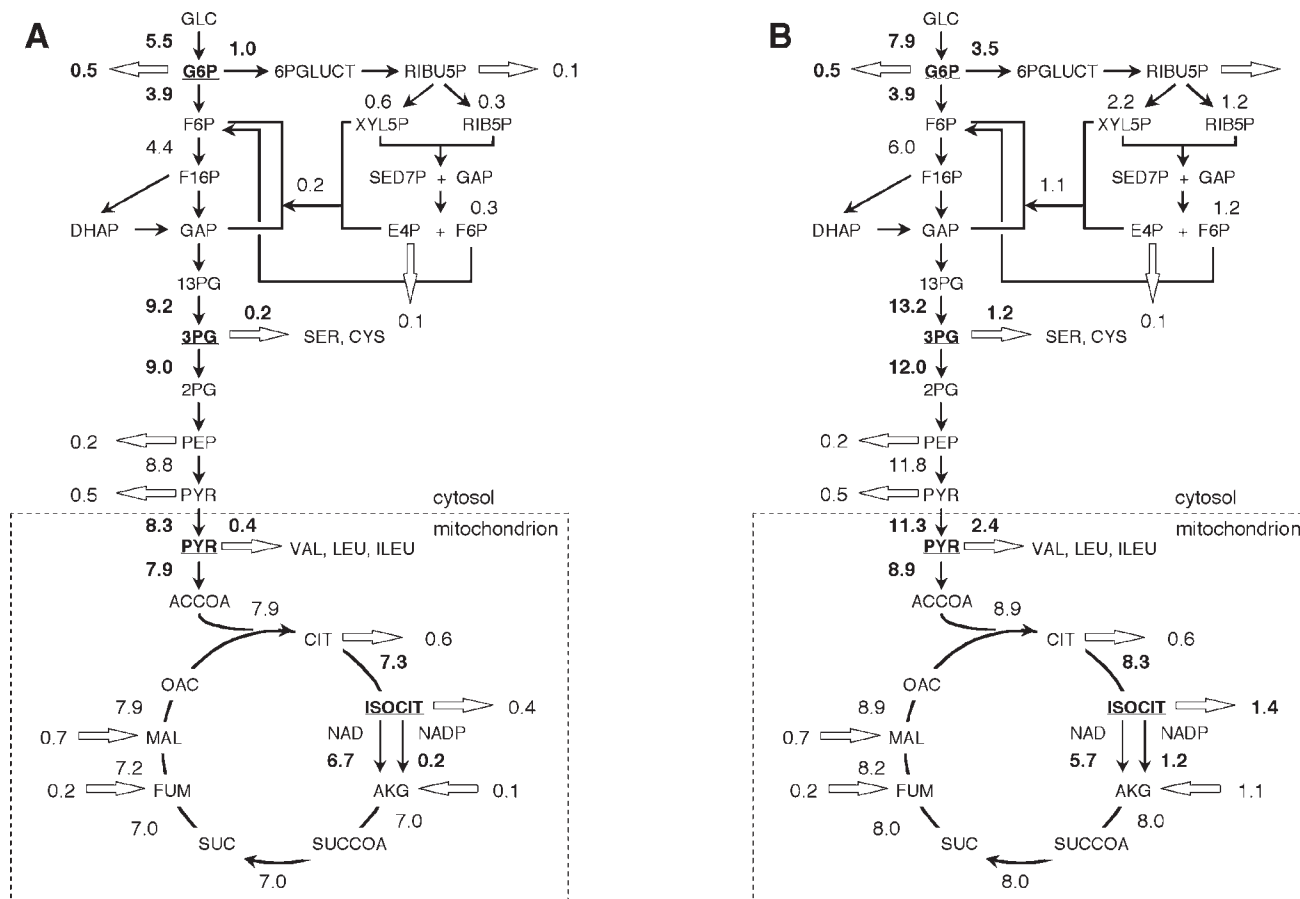 A
GLC
5.5 1.0
0.5 G6P 6PGLUCT RIBU5P 0.1
3.9 0.6 0.3
F6P XYL5P RIB5P
4.4
F16P 0.2 SED7P + GAP
0.3
DHAP GAP E4P + F6P
13PG
9.2 0.2 0.1
3PG SER, CYS
9.0
2PG
0.2 PEP
8.8
0.5 PYR cytosol
8.3 0.4 mitochondrion
PYR VAL, LEU, ILEU
7.9
ACCOA
7.9
CIT 0.6
7.3
OAC
7.9 ISOCIT 0.4
0.7 MAL NAD NADP
7.2 6.7 0.2
0.2 FUM AKG 0.1
7.0 7.0
SUC SUCCOA
7.0
B
GLC
7.9 3.5
0.5 G6P 6PGLUCT RIBU5P
3.9 2.2 1.2
F6P XYL5P RIB5P
6.0
F16P 1.1 SED7P + GAP
1.2
DHAP GAP E4P + F6P
13PG
13.2 1.2 0.1
3PG SER, CYS
12.0
2PG
0.2 PEP
11.8
0.5 PYR cytosol
11.3 2.4 mitochondrion
PYR VAL, LEU, ILEU
8.9
ACCOA
8.9
CIT 0.6
8.3
OAC
8.9 ISOCIT 1.4
0.7 MAL NAD NADP
8.2 5.7 1.2
0.2 FUM AKG 1.1
8.0 8.0
SUC SUCCOA
8.0